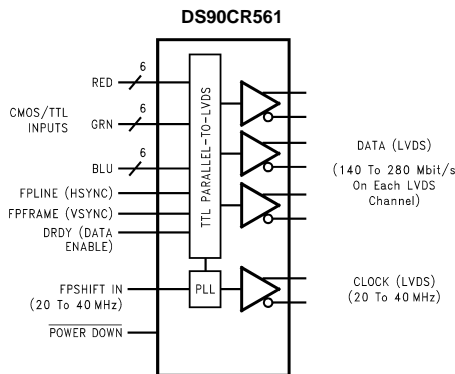 DS90CR561
6
RED
6
CMOS/TTL
INPUTS
GRN
6
BLU
FPLINE (HSYNC)
FPFRAME (VSYNC)
DRDY (DATA
ENABLE)
TTL PARALLEL-TO-LVDS
DATA (LVDS)
(140 To 280 Mbit/s
On Each LVDS
Channel)
FPSHIFT IN
(20 To 40 MHz)
PLL
CLOCK (LVDS)
(20 To 40 MHz)
POWER DOWN